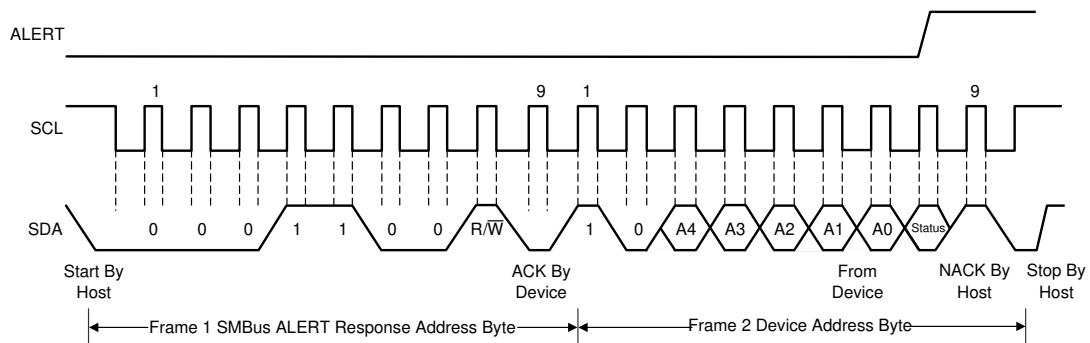 ALERT
1 9 1 9
SCL
SDA
0 0 0 1 1 0 0 R/W 1 0 A4 A3 A2 A1 A0 Status
Start By
Host
ACK By
Device
From
Device
NACK By
Host
Stop By
Host
Frame 1 SMBus ALERT Response Address Byte
Frame 2 Device Address Byte